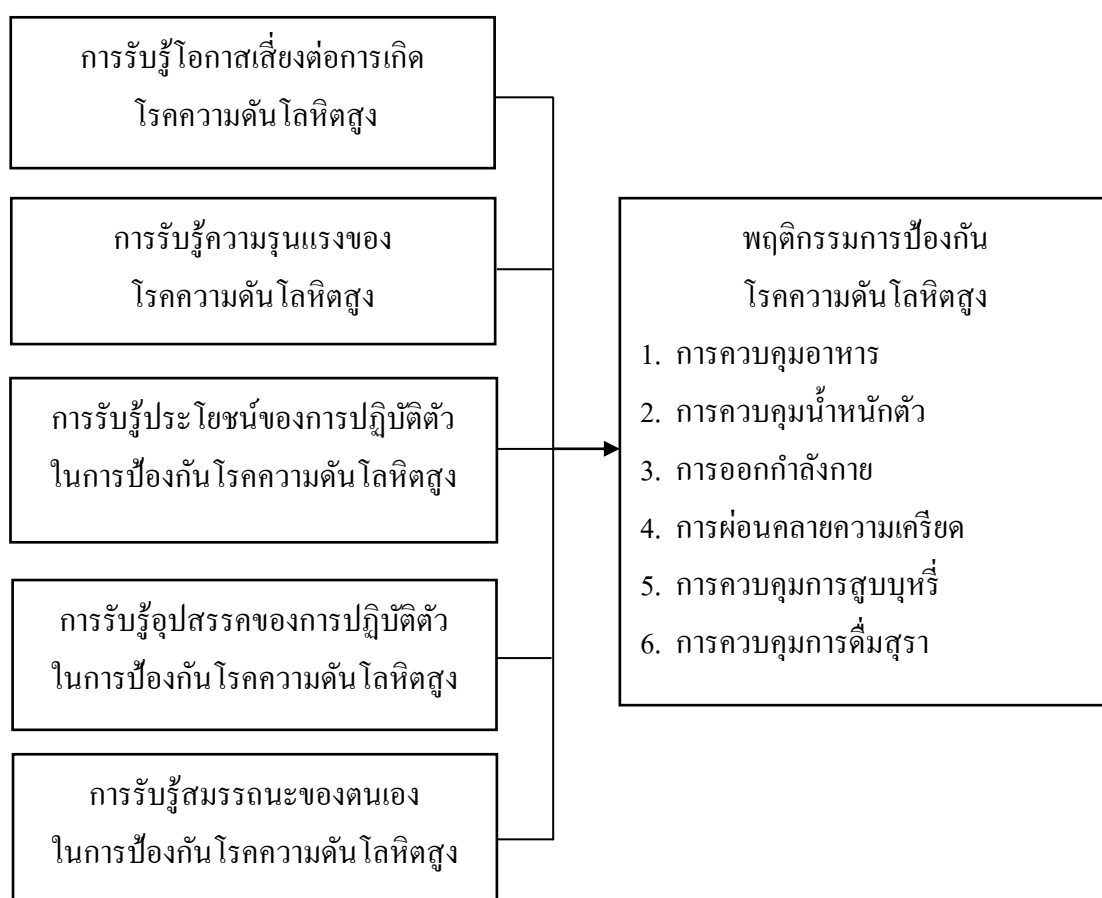 การรับรู้โอกาสเสี่ยงต่อการเกิด
โรคความดันโลหิตสูง
การรับรู้ความรุนแรงของ
โรคความดันโลหิตสูง
การรับรู้ประโยชน์ของการปฏิบัติตัว
ในการป้องกันโรคความดันโลหิตสูง
การรับรู้อุปสรรคของการปฏิบัติตัว
ในการป้องกันโรคความดันโลหิตสูง
การรับรู้สมรรถนะของตนเอง
ในการป้องกันโรคความดันโลหิตสูง
พฤติกรรมการป้องกัน
โรคความดันโลหิตสูง
1. การควบคุมอาหาร
2. การควบคุมน้ำหนักตัว
3. การออกกำลังกาย
4. การผ่อนคลายความเครียด
5. การควบคุมการสูบบุหรี่
6. การควบคุมการดื่มสุรา